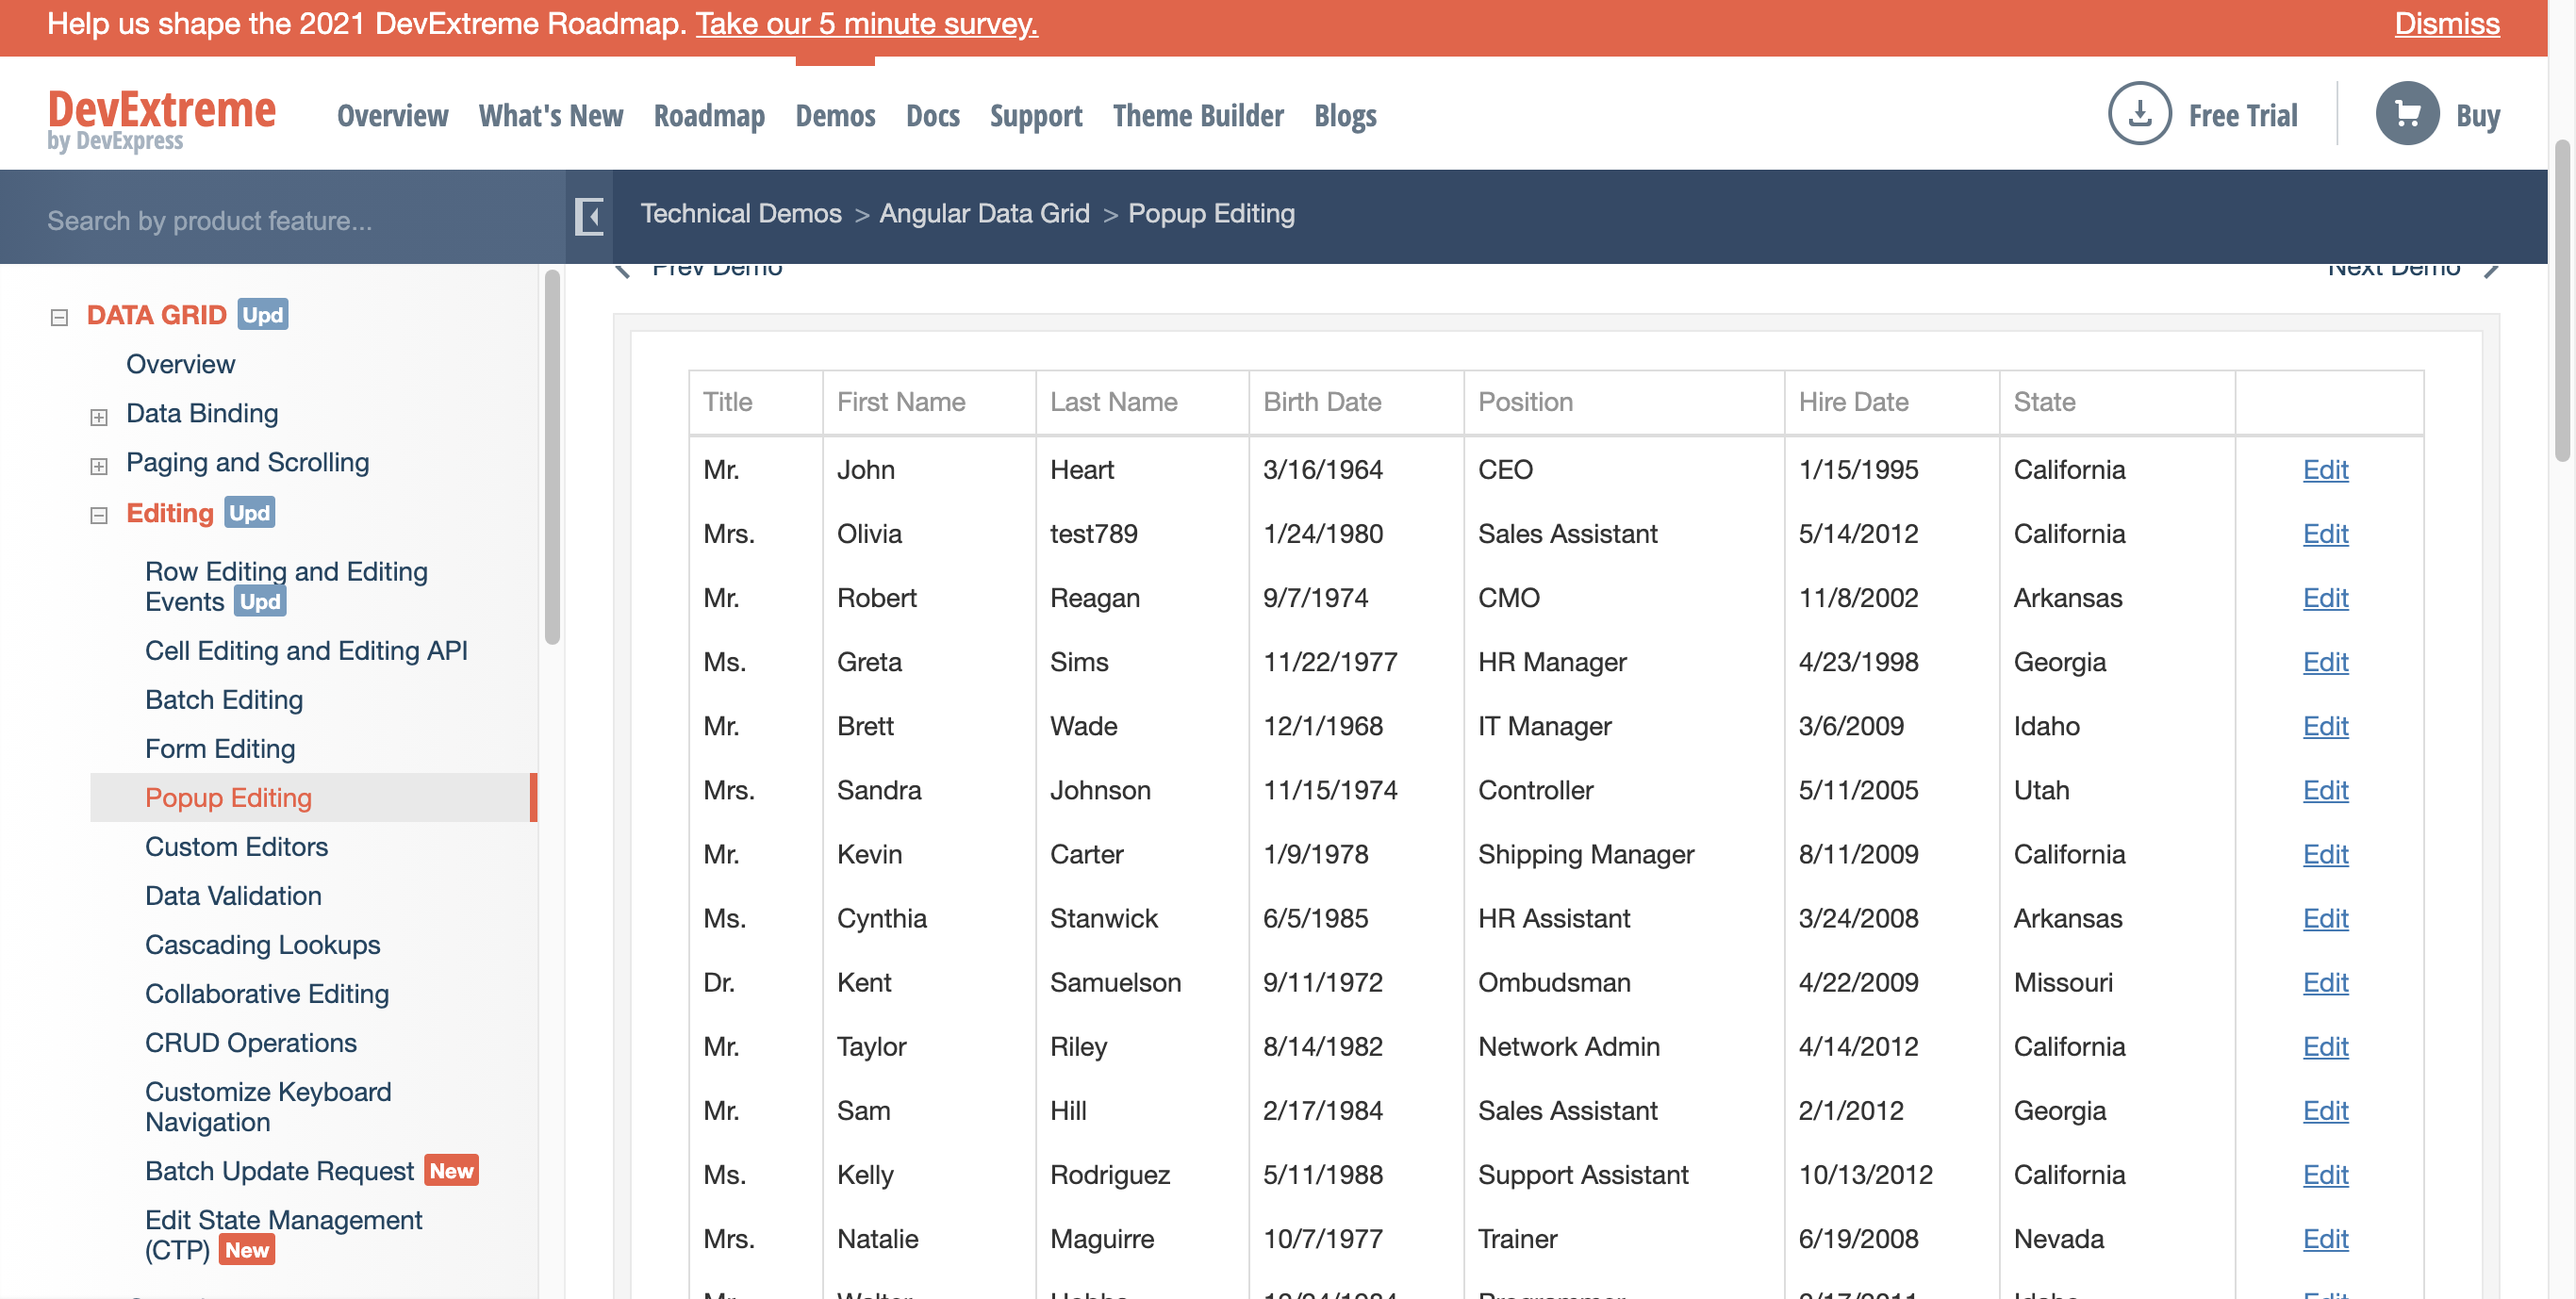 Help us shape the 2021 DevExtreme Roadmap. Take our 5 minute survey. Dismiss
DevExtreme
by DevExpress
Overview What's New Roadmap Demos Docs Support Theme Builder Blogs Free Trial Buy
Search by product feature...
Technical Demos > Angular Data Grid > Popup Editing
Prev Demo Next Demo
DATA GRID Upd
Overview
Data Binding
Paging and Scrolling
Editing Upd
Row Editing and Editing
Events Upd
Cell Editing and Editing API
Batch Editing
Form Editing
Popup Editing
Custom Editors
Data Validation
Cascading Lookups
Collaborative Editing
CRUD Operations
Customize Keyboard
Navigation
Batch Update Request New
Edit State Management
(CTP) New
Title First Name Last Name Birth Date Position Hire Date State
Mr. John Heart 3/16/1964 CEO 1/15/1995 California Edit
Mrs. Olivia test789 1/24/1980 Sales Assistant 5/14/2012 California Edit
Mr. Robert Reagan 9/7/1974 CMO 11/8/2002 Arkansas Edit
Ms. Greta Sims 11/22/1977 HR Manager 4/23/1998 Georgia Edit
Mr. Brett Wade 12/1/1968 IT Manager 3/6/2009 Idaho Edit
Mrs. Sandra Johnson 11/15/1974 Controller 5/11/2005 Utah Edit
Mr. Kevin Carter 1/9/1978 Shipping Manager 8/11/2009 California Edit
Ms. Cynthia Stanwick 6/5/1985 HR Assistant 3/24/2008 Arkansas Edit
Dr. Kent Samuelson 9/11/1972 Ombudsman 4/22/2009 Missouri Edit
Mr. Taylor Riley 8/14/1982 Network Admin 4/14/2012 California Edit
Mr. Sam Hill 2/17/1984 Sales Assistant 2/1/2012 Georgia Edit
Ms. Kelly Rodriguez 5/11/1988 Support Assistant 10/13/2012 California Edit
Mrs. Natalie Maguirre 10/7/1977 Trainer 6/19/2008 Nevada Edit